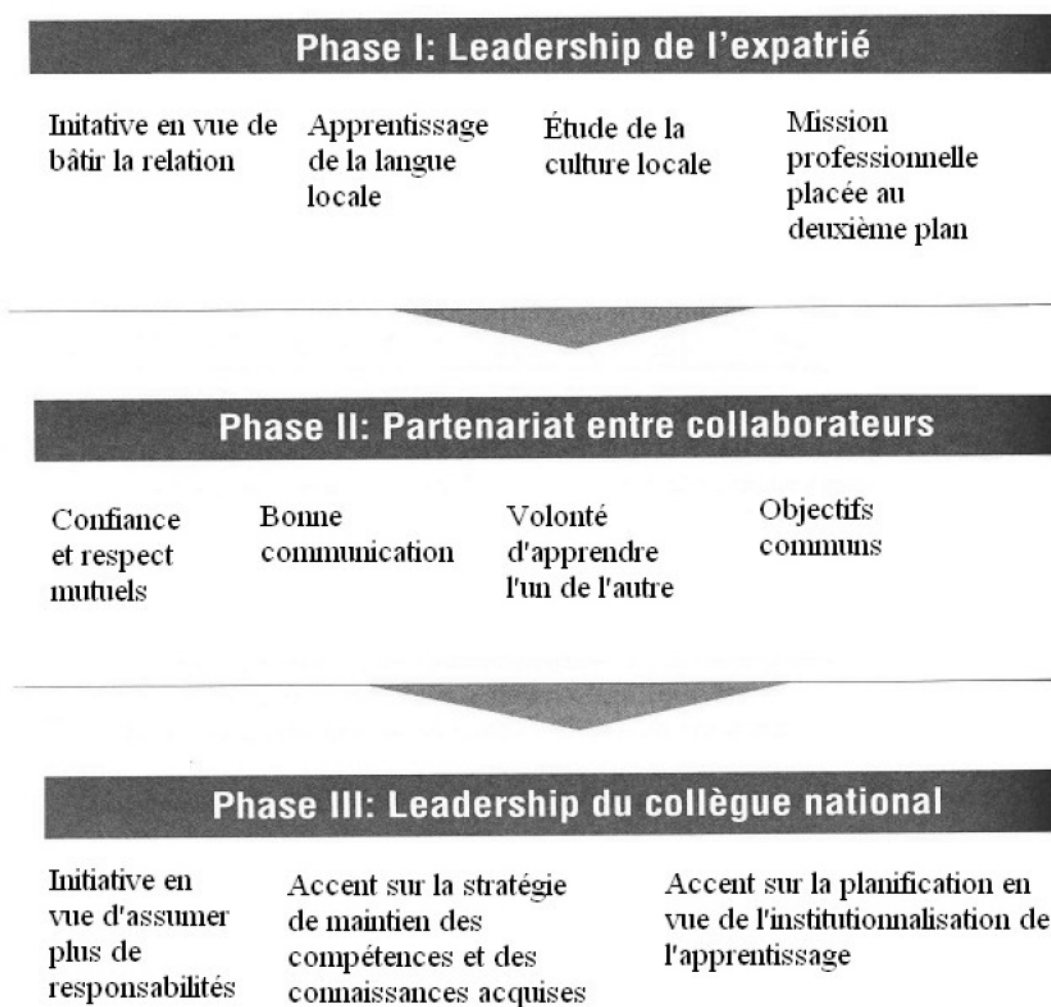 Phase I: Leadership de l'expatrié
Initative en vue de
bâtir la relation
Apprentissage
de la langue
locale
Étude de la
culture locale
Mission
professionnelle
placée au
deuxième plan
Phase II: Partenariat entre collaborateurs
Confiance
et respect
mutuels
Bonne
communication
Volonté
d'apprendre
l'un de l'autre
Objectifs
communs
Phase III: Leadership du collègue national
Initiative en
vue d'assumer
plus de
responsabilités
Accent sur la stratégie
de maintien des
compétences et des
connaissances acquises
Accent sur la planification en
vue de l'institutionnalisation de
l'apprentissage